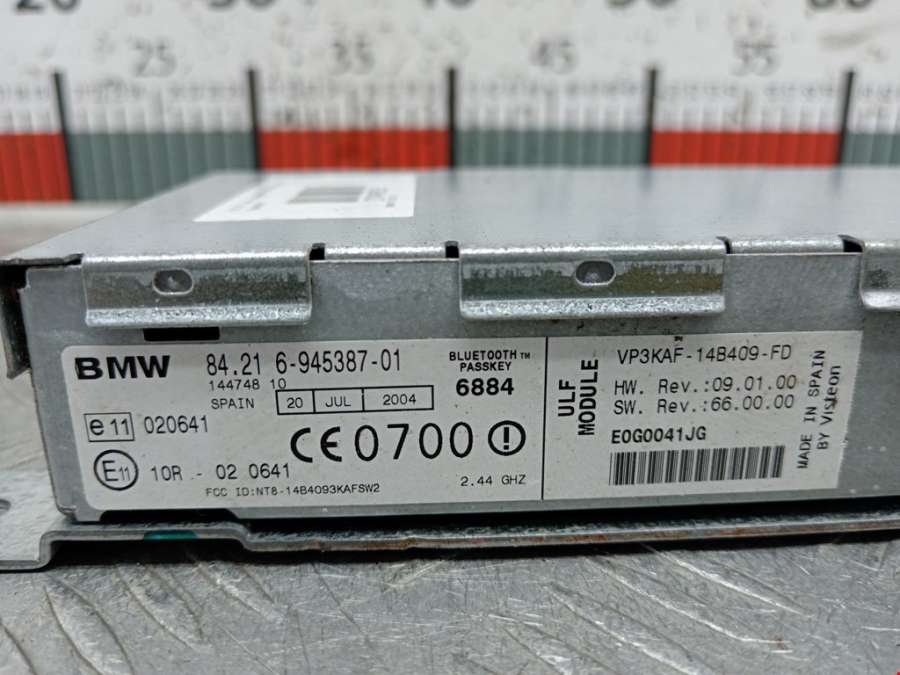 25
35
45
55
BMW 84.21 6-945387-01
144748 10
SPAIN 20 JUL 2004
BLUETOOTH TM
PASSKEY
6884
e11 020641
CE 0700
E11 10R - 02 0641
FCC ID:NT8-14B4093KAFSW2
2.44 GHZ
ULF
MODULE
VP3KAF-14B409-FD
HW. Rev.:09.01.00
SW. Rev.:66.00.00
E0G0041JG
MADE IN SPAIN
BY Visteon